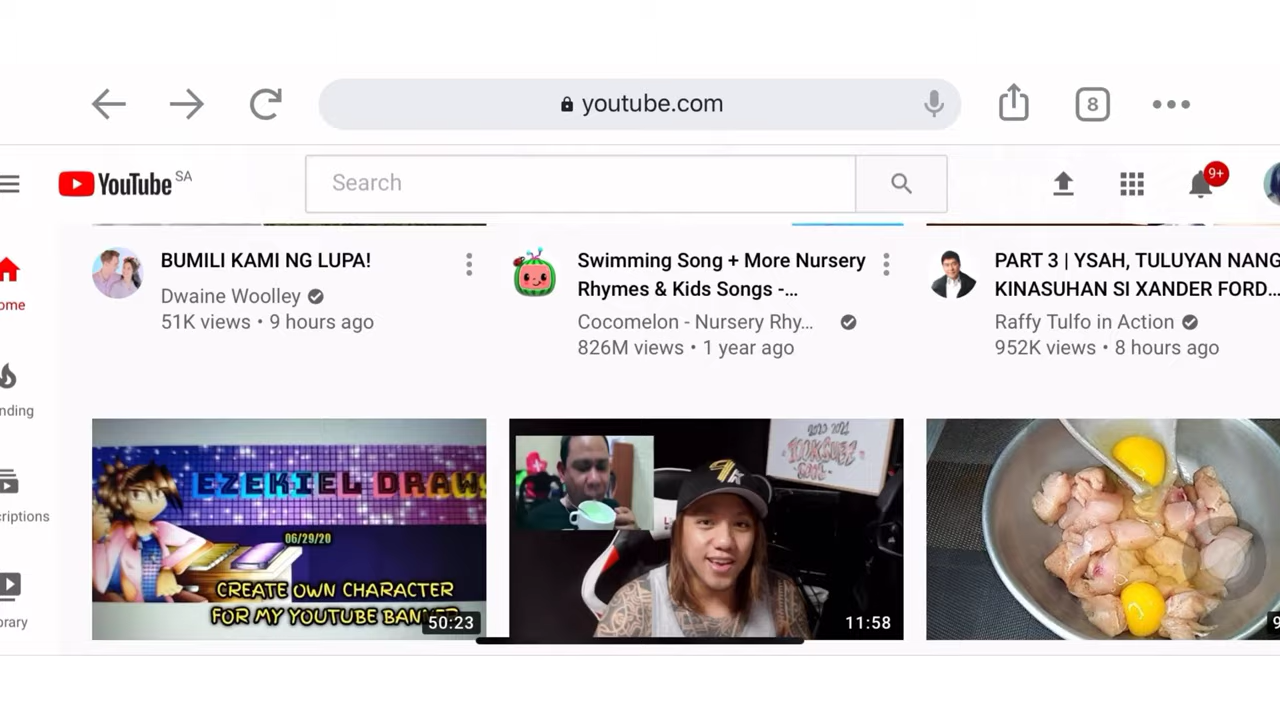 youtube.com
8
YouTube SA
Search
9+
BUMILI KAMI NG LUPA!
Dwaine Woolley
51K views • 9 hours ago
Swimming Song + More Nursery
Rhymes & Kids Songs -...
Cocomelon - Nursery Rhy...
826M views • 1 year ago
PART 3 | YSAH, TULUYAN NANG
KINASUHAN SI XANDER FORD...
Raffy Tulfo in Action
952K views • 8 hours ago
ome
nding
criptions
brary
EZEKIEL DRAWS
06/29/20
CREATE OWN CHARACTER
FOR MY YOUTUBE BANNER
50:23
11:58
9